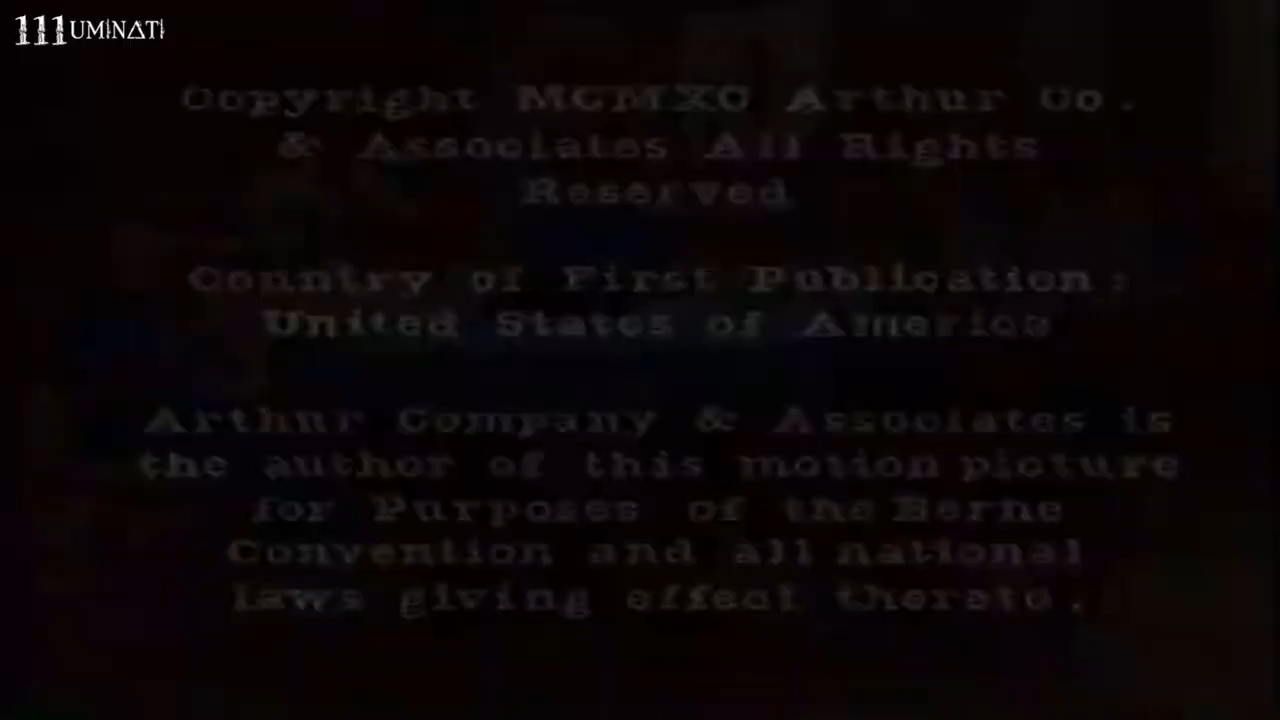 111UMINATI
Copyright MCMXC Arthur Co.
& Associates All Rights
Reserved
Country of First Publication:
United States of America
Arthur Company & Associates is
the author of this motion picture
for Purposes of the Berne
Convention and all national
laws giving effect thereto.